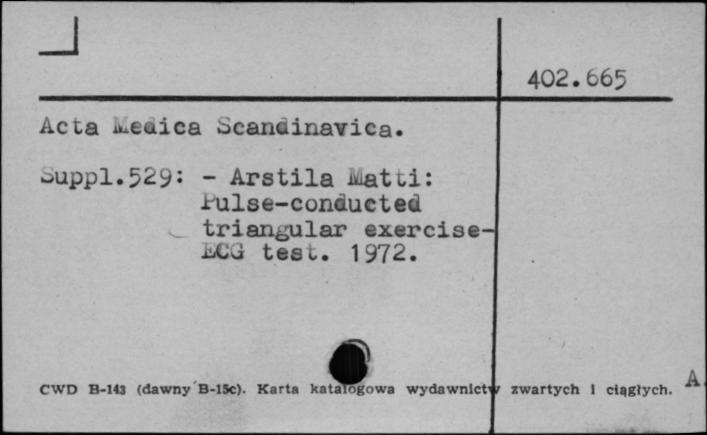 402.665
Acta Medica Scandinavica.
Suppl.529: - Arstila Matti:
Pulse-conducted
triangular exercise-
ECG test. 1972.
CWD B-143 (dawny B-15c). Karta katalogowa wydawnictw zwartych i ciągłych.
A.